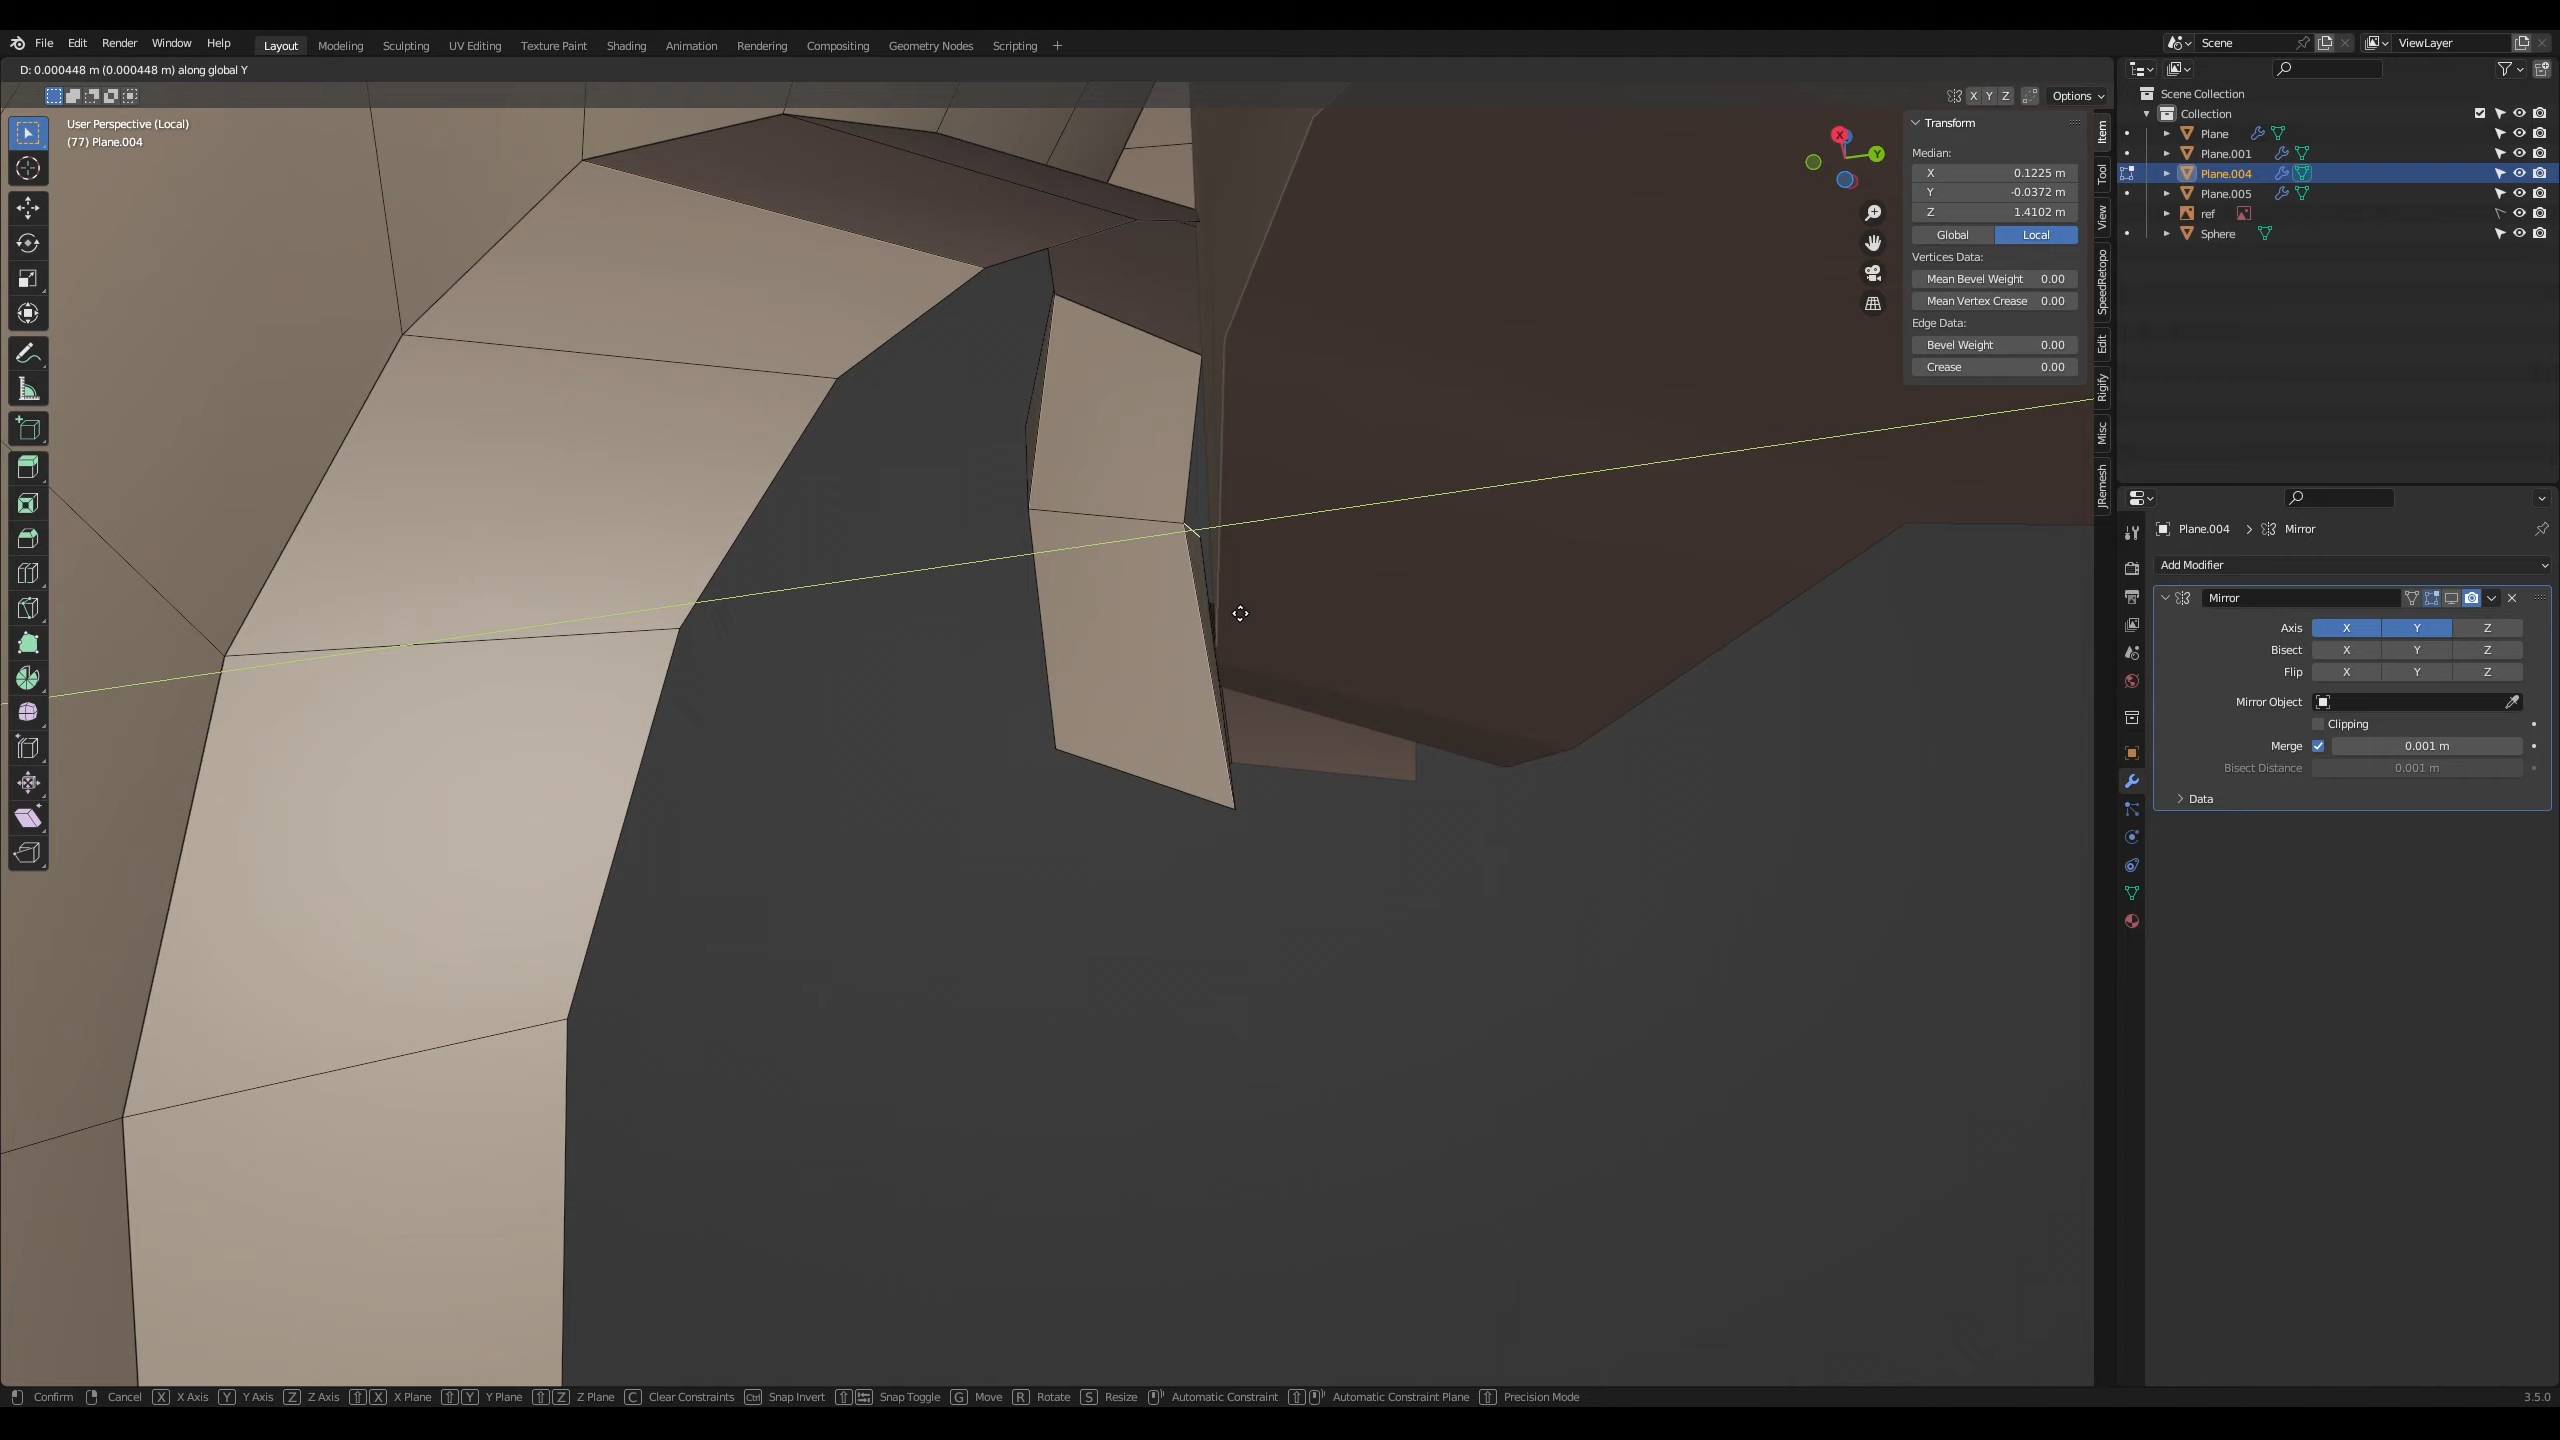 File Edit Render Window Help Layout Modeling Sculpting UV Editing Texture Paint Shading Animation Rendering Compositing Geometry Nodes Scripting + Scene ViewLayer
D: 0.000448 m (0.000448 m) along global Y
X Y Z Options
User Perspective (Local)
(77) Plane.004
X
Y
Transform
Median:
X 0.1225 m
Y -0.0372 m
Z 1.4102 m
Global Local
Vertices Data:
Mean Bevel Weight 0.00
Mean Vertex Crease 0.00
Edge Data:
Bevel Weight 0.00
Crease 0.00
Item
Tool
View
SpeedRetopo
Edit
Rigify
Misc
JRemesh
Scene Collection
Collection
Plane
Plane.001
Plane.004
Plane.005
ref
Sphere
Plane.004 > Mirror
Add Modifier
Mirror
Axis X Y Z
Bisect X Y Z
Flip X Y Z
Mirror Object
Clipping
Merge 0.001 m
Bisect Distance 0.001 m
Data
Confirm Cancel X X Axis Y Y Axis Z Z Axis X X Plane Y Y Plane Z Z Plane C Clear Constraints Ctrl Snap Invert Snap Toggle G Move R Rotate S Resize Automatic Constraint Automatic Constraint Plane Precision Mode 3.5.0